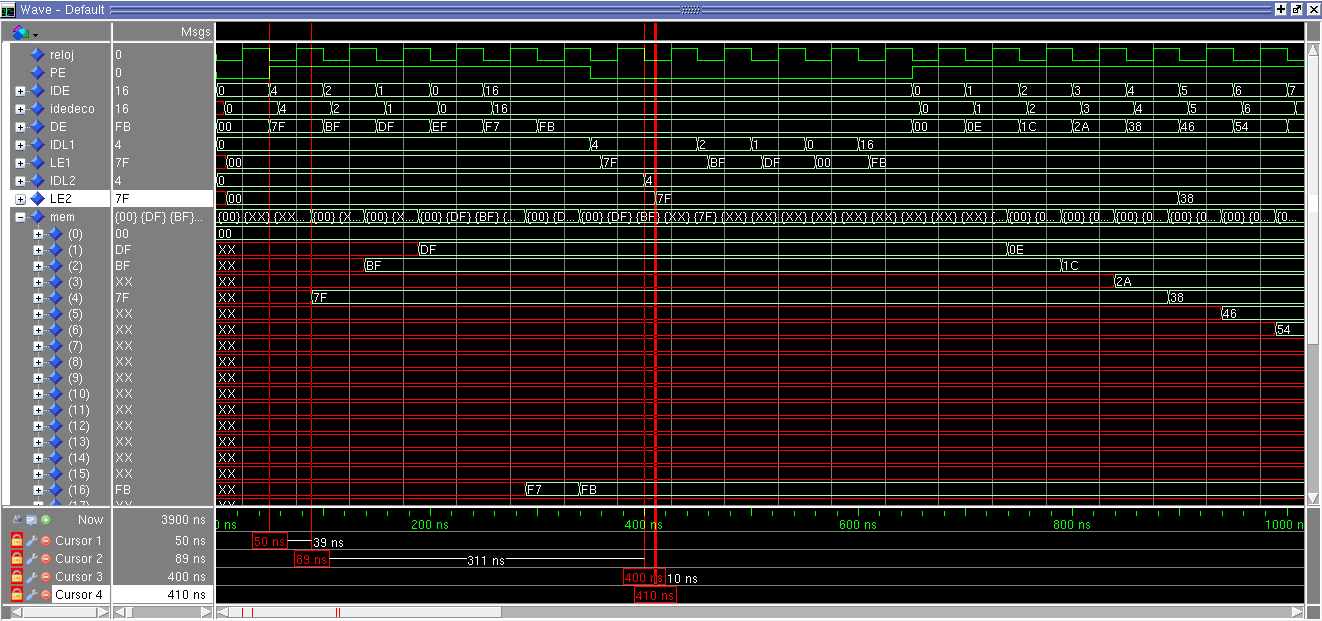 Wave - Default
Msgs
reloj 0
PE 0
IDE 16 0 4 2 1 0 16 0 1 2 3 4 5 6 7
idedeco 16 0 4 2 1 0 16 0 1 2 3 4 5 6
DE FB 00 7F BF DF EF F7 FB 00 0E 1C 2A 38 46 54
IDL1 4 0 4 2 1 0 16
LE1 7F 00 7F BF DF 00 FB
IDL2 4 0 4
LE2 7F 00 7F 38
mem {00} {DF} {BF}... {00} {XX} {XX... {00} {X... {00} {X... {00} {DF} {BF} {... {00} {D... {00} {DF} {BF} {XX} {7F} {XX} {XX} {XX} {XX} {XX} {XX} {XX} {XX} {XX} {XX} {XX} {... {00} {0... {00} {0... {00} {0... {00} {0... {00} {0... {0...
(0) 00 00
(1) DF XX DF 0E
(2) BF XX BF 1C
(3) XX XX 2A
(4) 7F XX 7F 38
(5) XX XX 46
(6) XX XX 54
(7) XX XX
(8) XX XX
(9) XX XX
(10) XX XX
(11) XX XX
(12) XX XX
(13) XX XX
(14) XX XX
(15) XX XX
(16) FB XX F7 FB
Now 3900 ns 0 ns 200 ns 400 ns 600 ns 800 ns 1000 n
Cursor 1 50 ns 50 ns 39 ns
Cursor 2 89 ns 89 ns 311 ns
Cursor 3 400 ns 400 ns 10 ns
Cursor 4 410 ns 410 ns